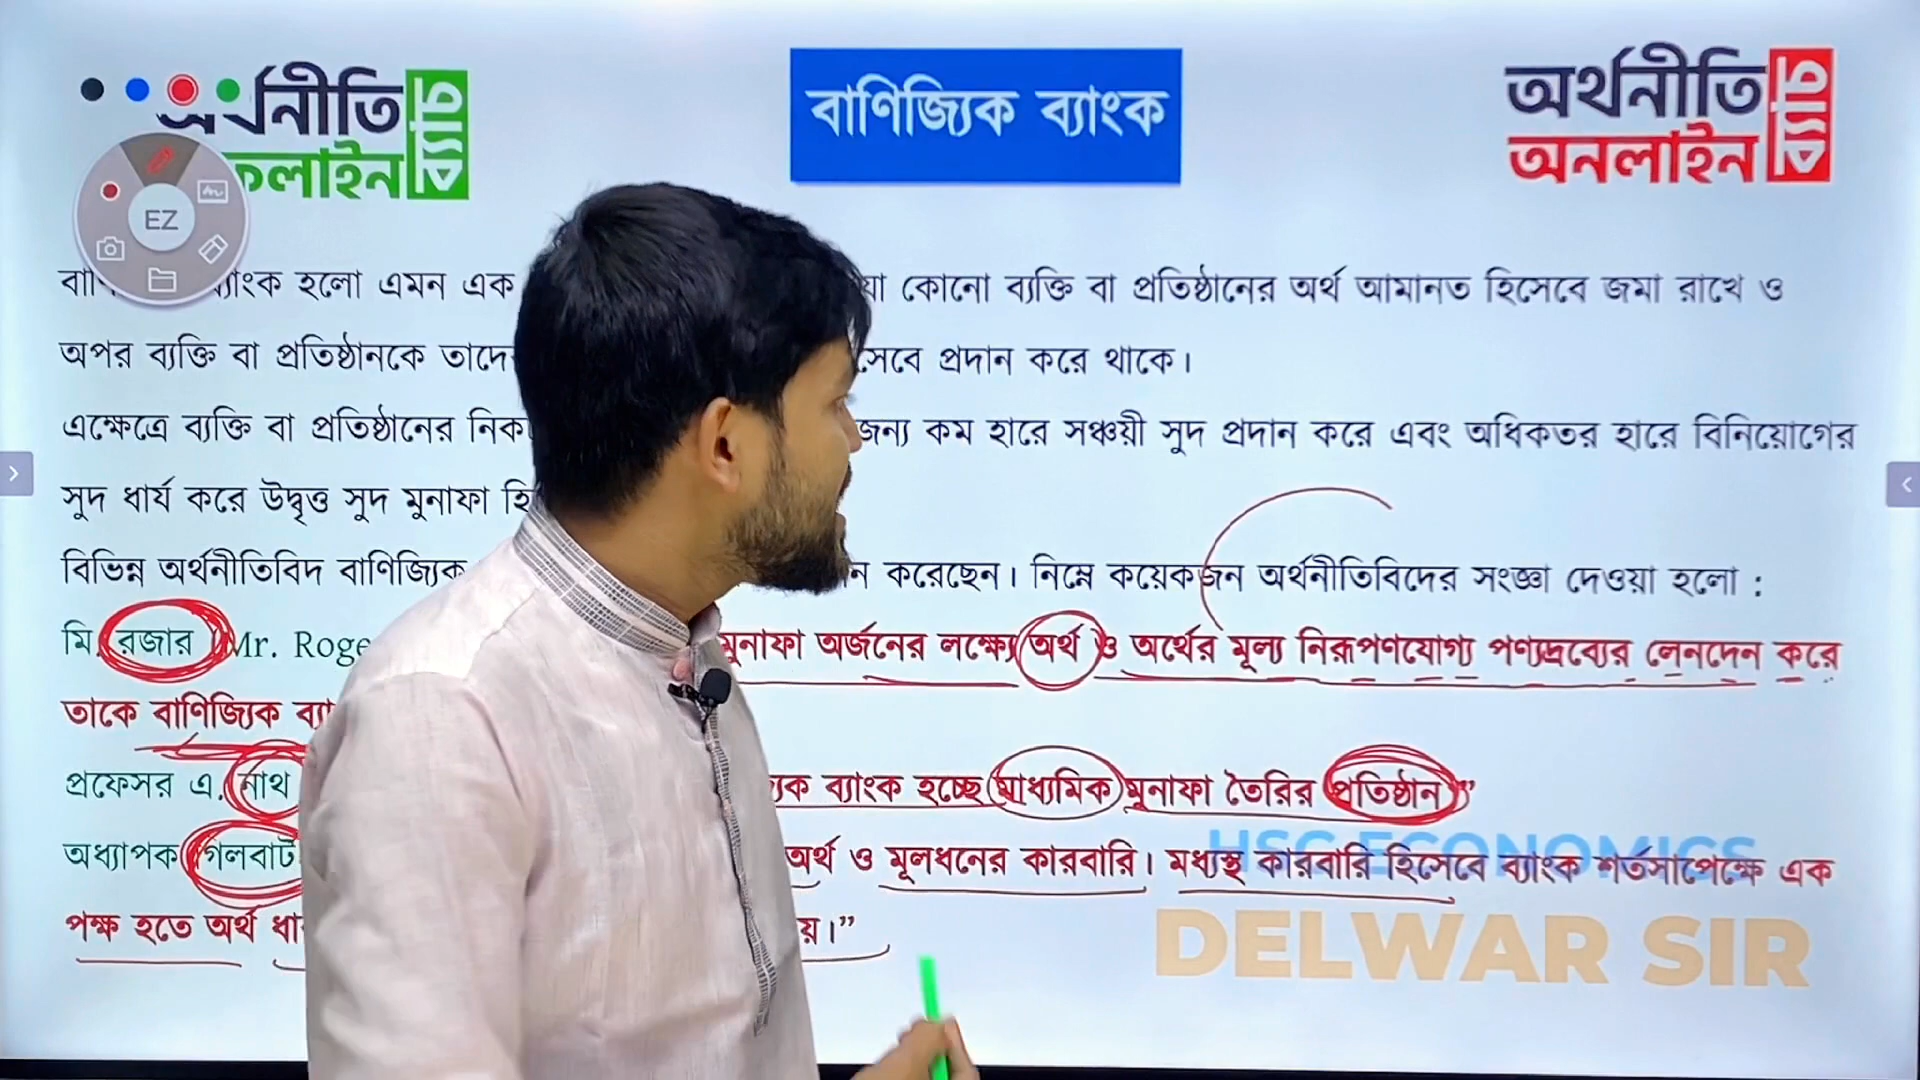 অর্থনীতি
ব্যাচ
বাণিজ্যিক ব্যাংক
অর্থনীতি
অনলাইন
ব্যাচ
EZ
ব্যাংক হলো এমন এক কোনো ব্যক্তি বা প্রতিষ্ঠানের অর্থ আমানত হিসেবে জমা রাখে ও
অপর ব্যক্তি বা প্রতিষ্ঠানকে প্রদান করে থাকে।
এক্ষেত্রে ব্যক্তি বা প্রতিষ্ঠানের জন্য কম হারে সঞ্চয়ী সুদ প্রদান করে এবং অধিকতর হারে বিনিয়োগের
সুদ ধার্য করে উদ্বৃত্ত সুদ মুনাফা
বিভিন্ন অর্থনীতিবিদ বাণিজ্যিক করেছেন। নিম্নে কয়েকজন অর্থনীতিবিদের সংজ্ঞা দেওয়া হলো :
মি. রজার Mr. মুনাফা অর্জনের লক্ষ্যে অর্থ ও অর্থের মূল্য নিরূপণযোগ্য পণ্যদ্রব্যের লেনদেন করে
তাকে বাণিজ্যিক
প্রফেসর এ. নাথ ব্যাংক হচ্ছে মাধ্যমিক মুনাফা তৈরির প্রতিষ্ঠান”
অধ্যাপক গিলবার্ট অর্থ ও মূলধনের কারবারি। মধ্যস্থ কারবারি হিসেবে ব্যাংক শর্তসাপেক্ষে এক
পক্ষ হতে অর্থ
HSC ECONOMICS
DELWAR SIR